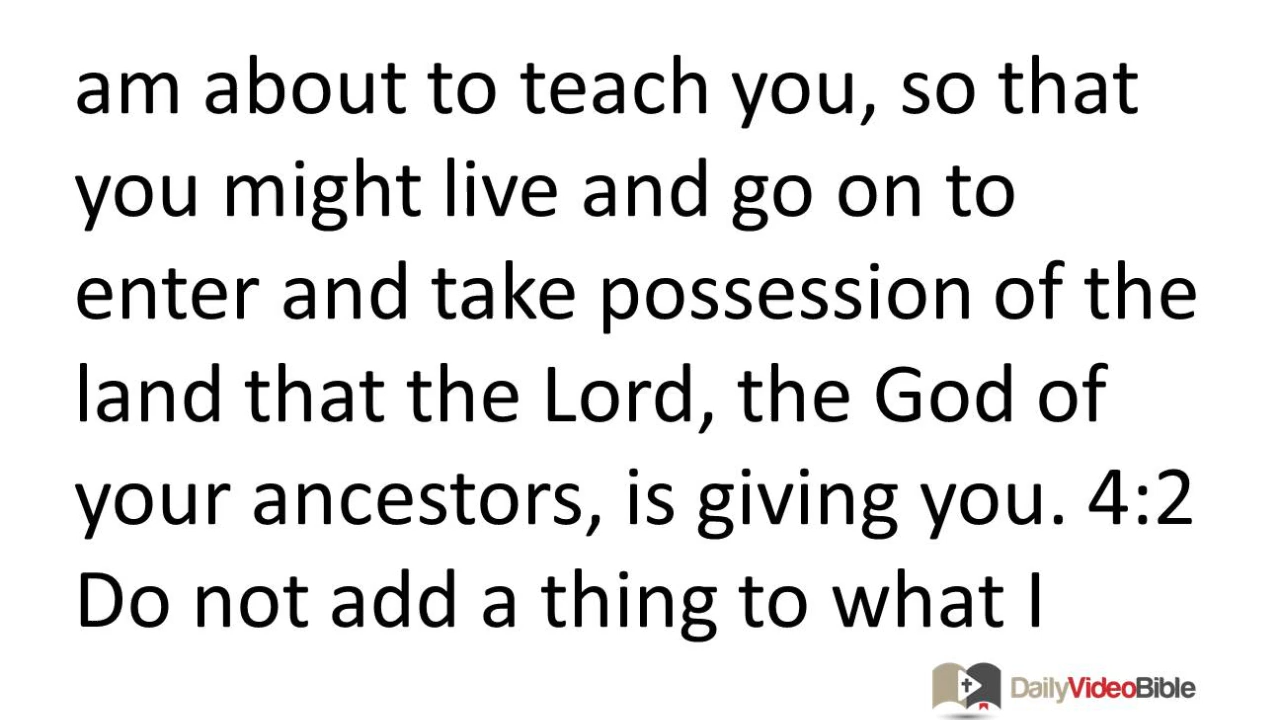 am about to teach you, so that
you might live and go on to
enter and take possession of the
land that the Lord, the God of
your ancestors, is giving you. 4:2
Do not add a thing to what I
DailyVideoBible